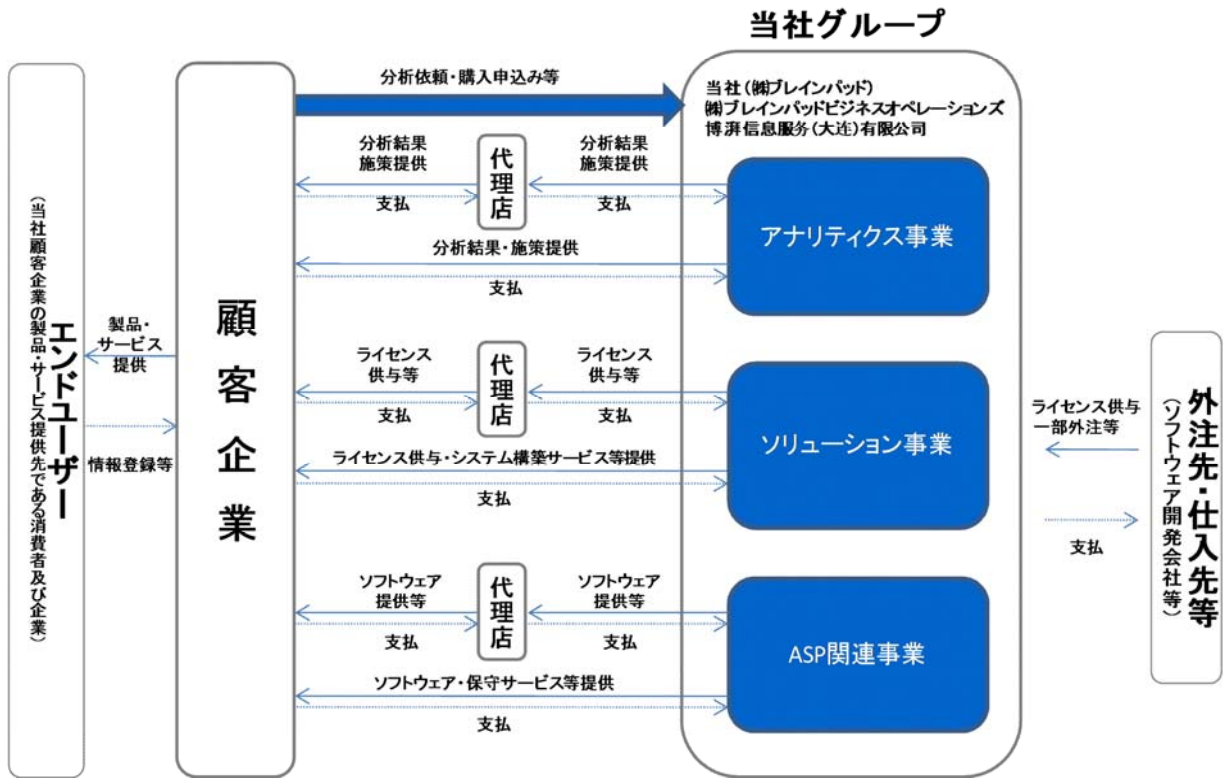 当社グループ
エンドユーザー
(当社顧客企業の製品・サービス提供先である消費者及び企業)
製品・
サービス
提供
情報登録等
顧客企業
分析依頼・購入申込み等
当社(㈱ブレインパッド)
㈱ブレインパッドビジネスオペレーションズ
博湃信息服务(大连)有限公司
分析結果
施策提供
支払
代理店
分析結果
施策提供
支払
分析結果・施策提供
支払
アナリティクス事業
ライセンス
供与等
支払
代理店
ライセンス
供与等
支払
ライセンス供与・システム構築サービス等提供
支払
ソリューション事業
ソフトウェア
提供等
支払
代理店
ソフトウェア
提供等
支払
ソフトウェア・保守サービス等提供
支払
ASP関連事業
ライセンス供与
一部外注等
支払
外注先・仕入先等
(ソフトウェア開発会社等)